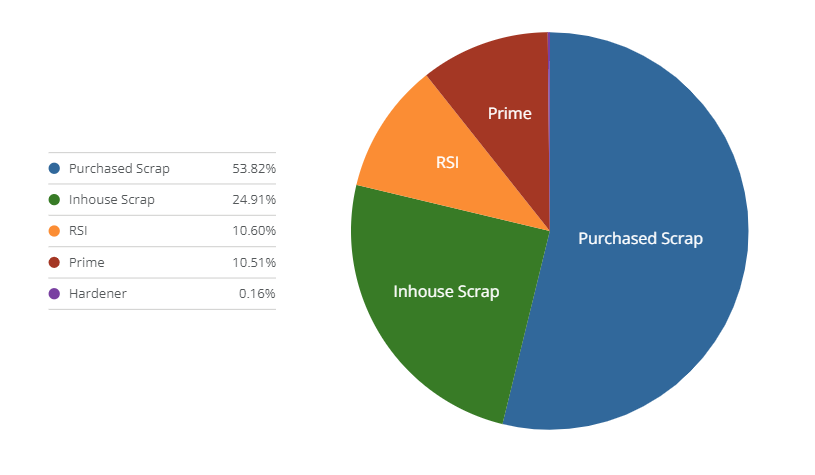 Purchased Scrap 53.82%
Inhouse Scrap 24.91%
RSI 10.60%
Prime 10.51%
Hardener 0.16%
Prime
RSI
Purchased Scrap
Inhouse Scrap